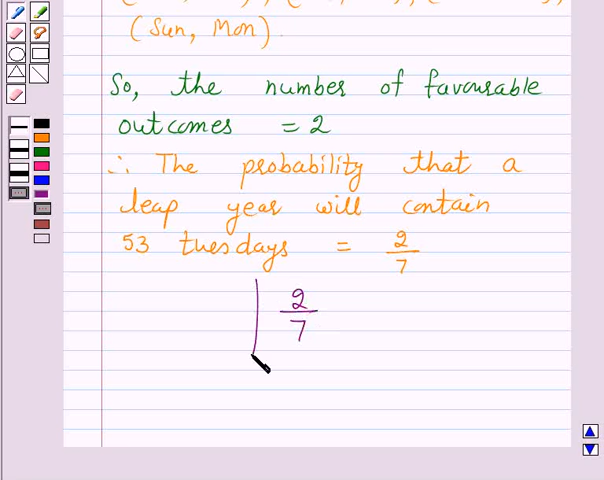 (Sun, Mon).
So, the number of favourable
outcomes = 2
∴ The probability that a
leap year will contain
53 tuesdays = 2/7
2/7